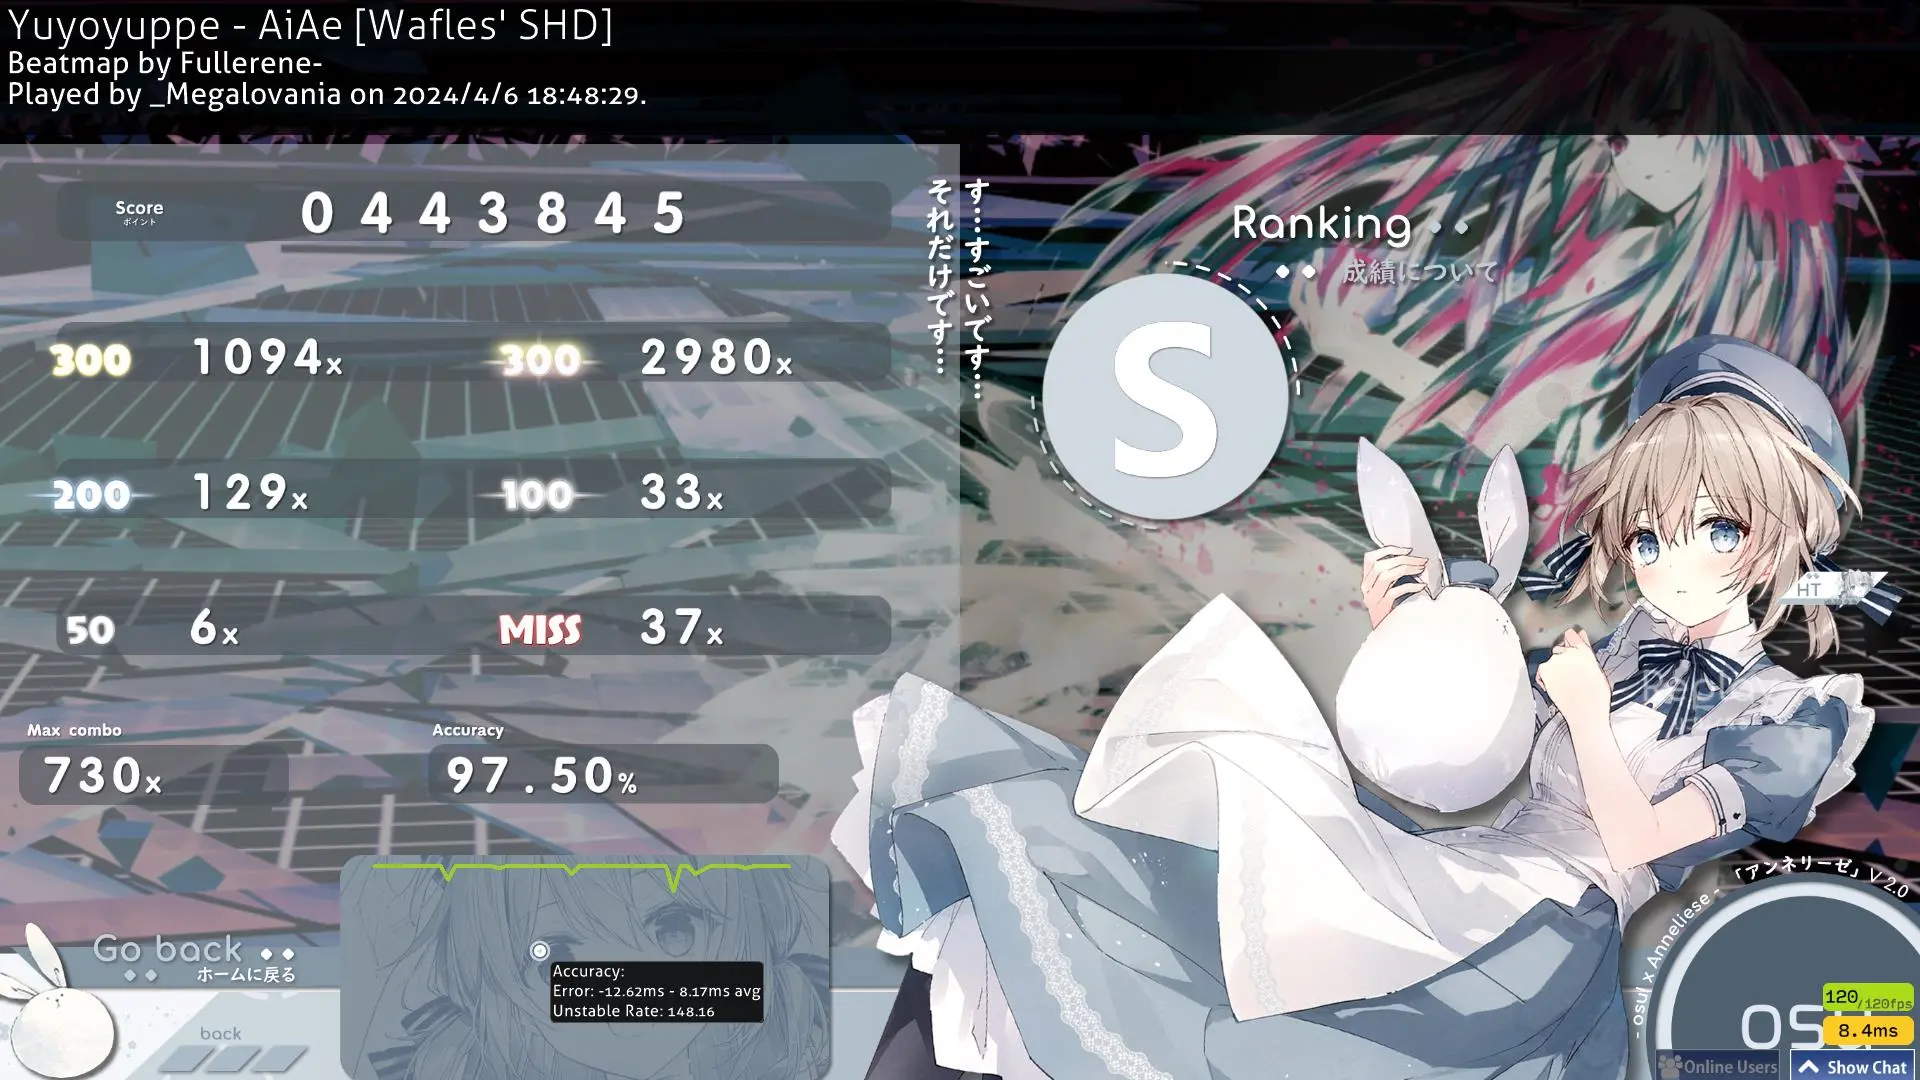 Yuyoyuppe - AiAe [Wafles' SHD]
Beatmap by Fullerene-
Played by _Megalovania on 2024/4/6 18:48:29.
Score
ポイント
0443845
す…すごいです…
それだけです…
Ranking
成績について
S
300 1094x 300 2980x
200 129x 100 33x
50 6x MISS 37x
HT
Max combo
730x
Accuracy
97.50%
Go back
ホームに戻る
back
Accuracy:
Error: -12.62ms - 8.17ms avg
Unstable Rate: 148.16
- osu! x Anneliese - 「アンネリーゼ」 V 2.0
120/120fps
8.4ms
Online Users
Show Chat